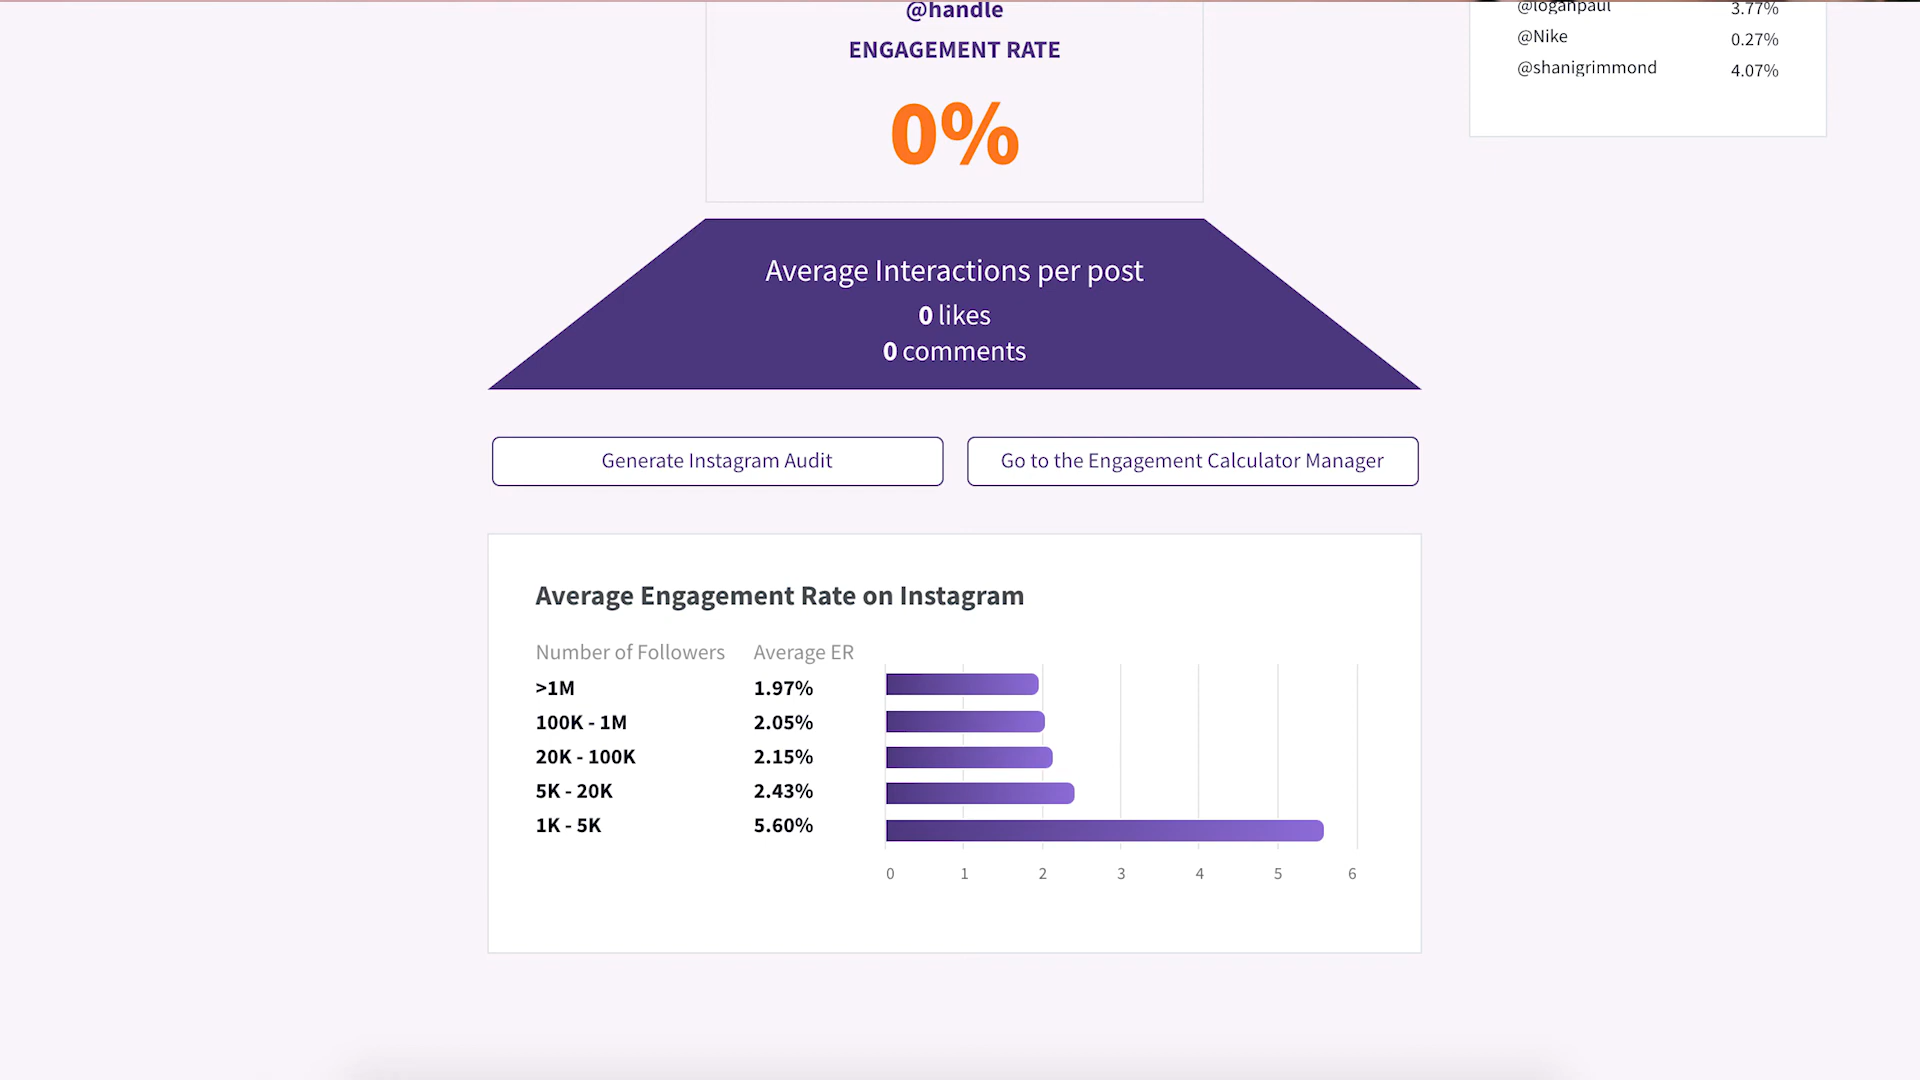 @handle
ENGAGEMENT RATE
0%
@loganpaul 3.77%
@Nike 0.27%
@shanigrimmond 4.07%
Average Interactions per post
0 likes
0 comments
Generate Instagram Audit
Go to the Engagement Calculator Manager
Average Engagement Rate on Instagram
Number of Followers Average ER
>1M 1.97%
100K - 1M 2.05%
20K - 100K 2.15%
5K - 20K 2.43%
1K - 5K 5.60%
0 1 2 3 4 5 6